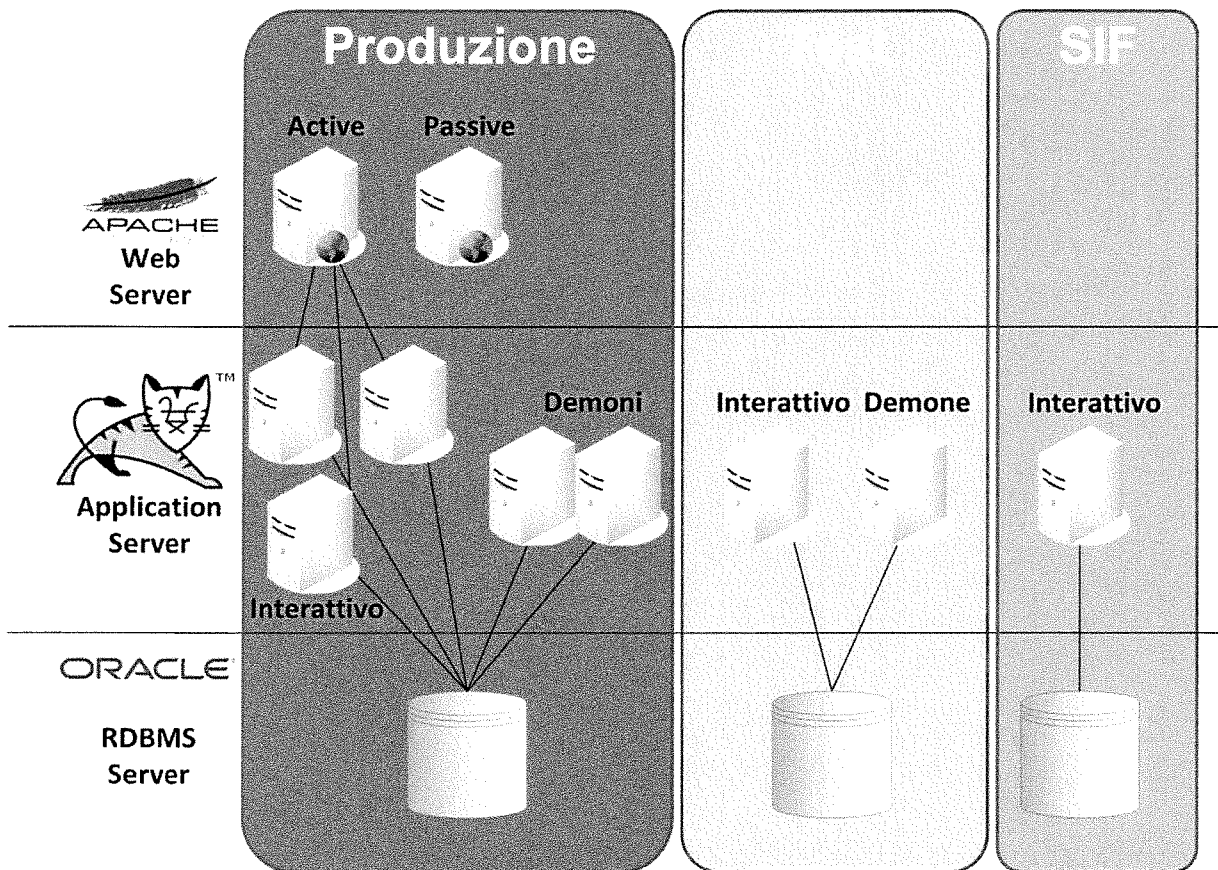 Produzione
SIF
Active Passive
APACHE
Web
Server
TM
Demoni
Interattivo Demone
Interattivo
Application
Server
Interattivo
ORACLE
RDBMS
Server